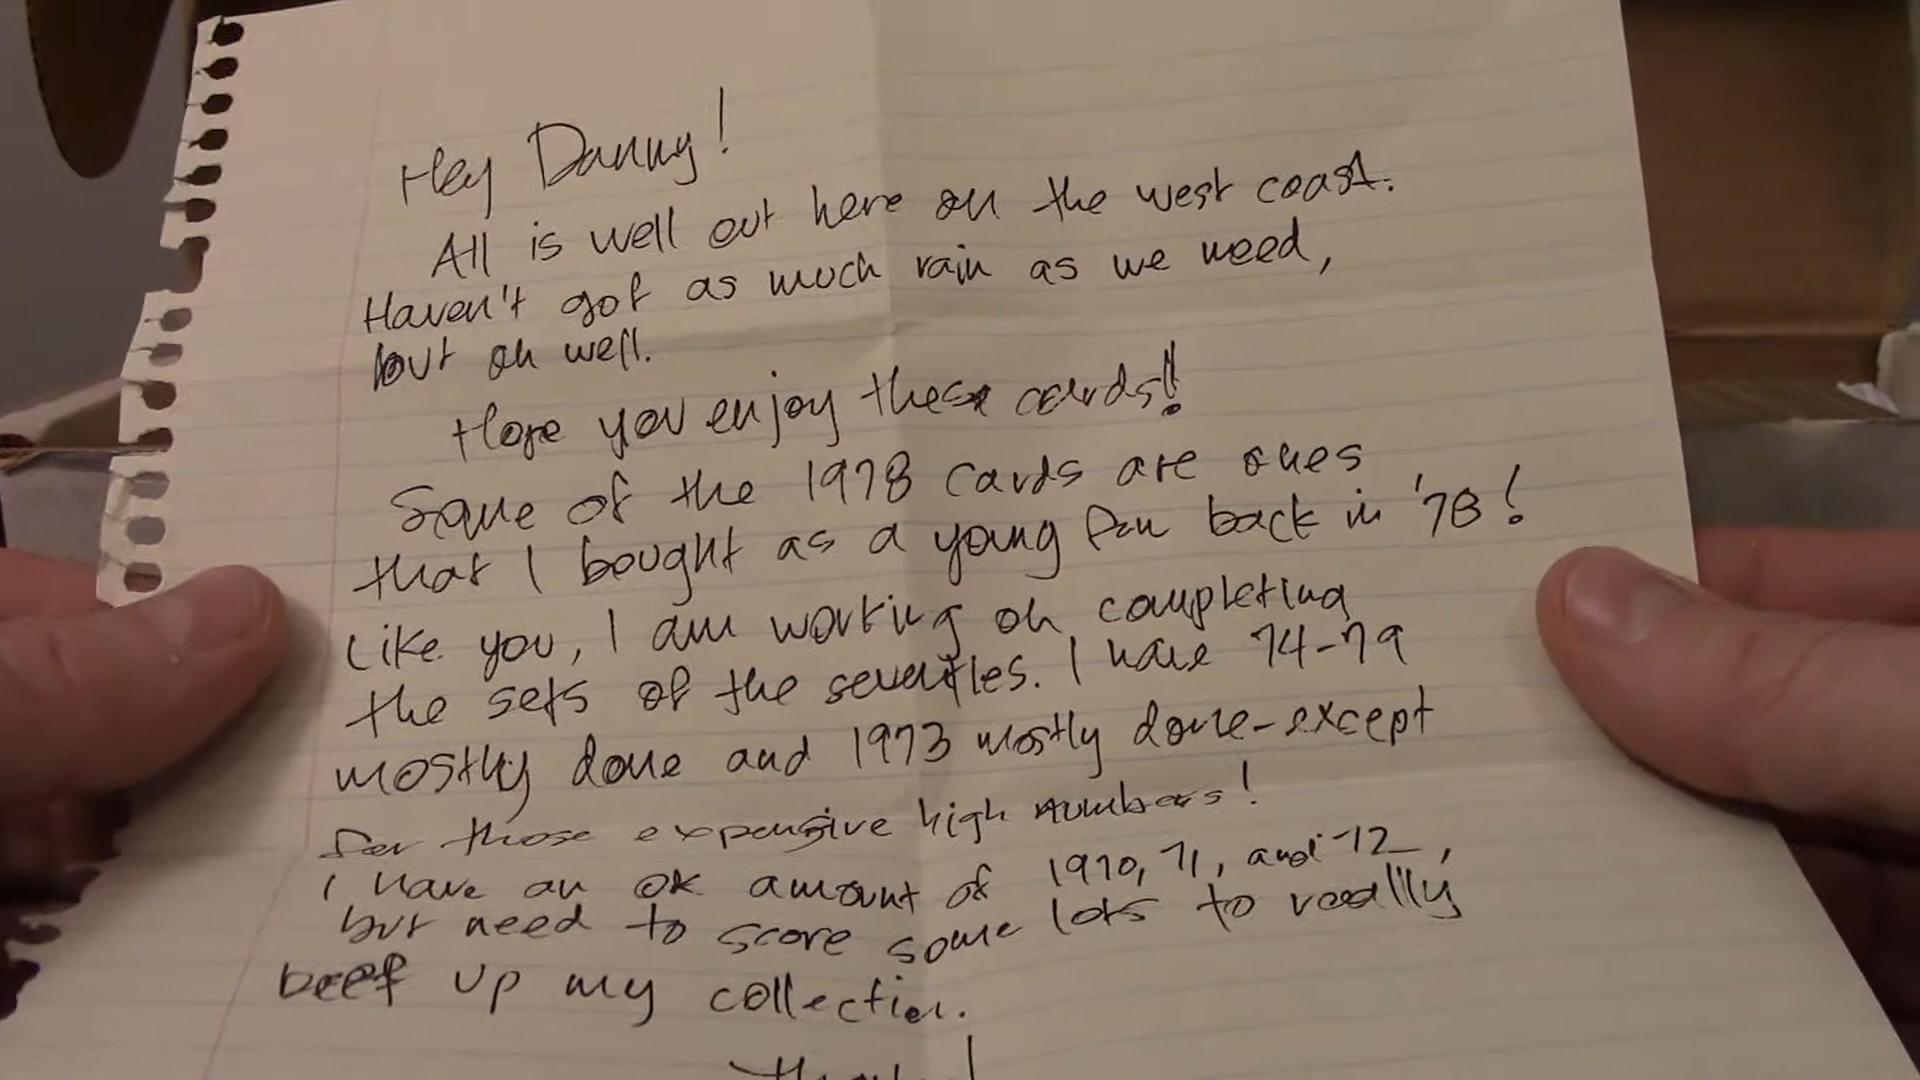 Hey Danny!
All is well out here on the west coast.
Haven't got as much rain as we need,
but oh well.
Hope you enjoy these cards!!
Some of the 1978 cards are ones
that I bought as a young fan back in '78!
Like you, I am working on completing
the sets of the seventies. I have 74-79
mostly done and 1973 mostly done-except
for those expensive high numbers!
I have an OK amount of 1970, 71, and 72,
but need to score some lots to really
beef up my collection.